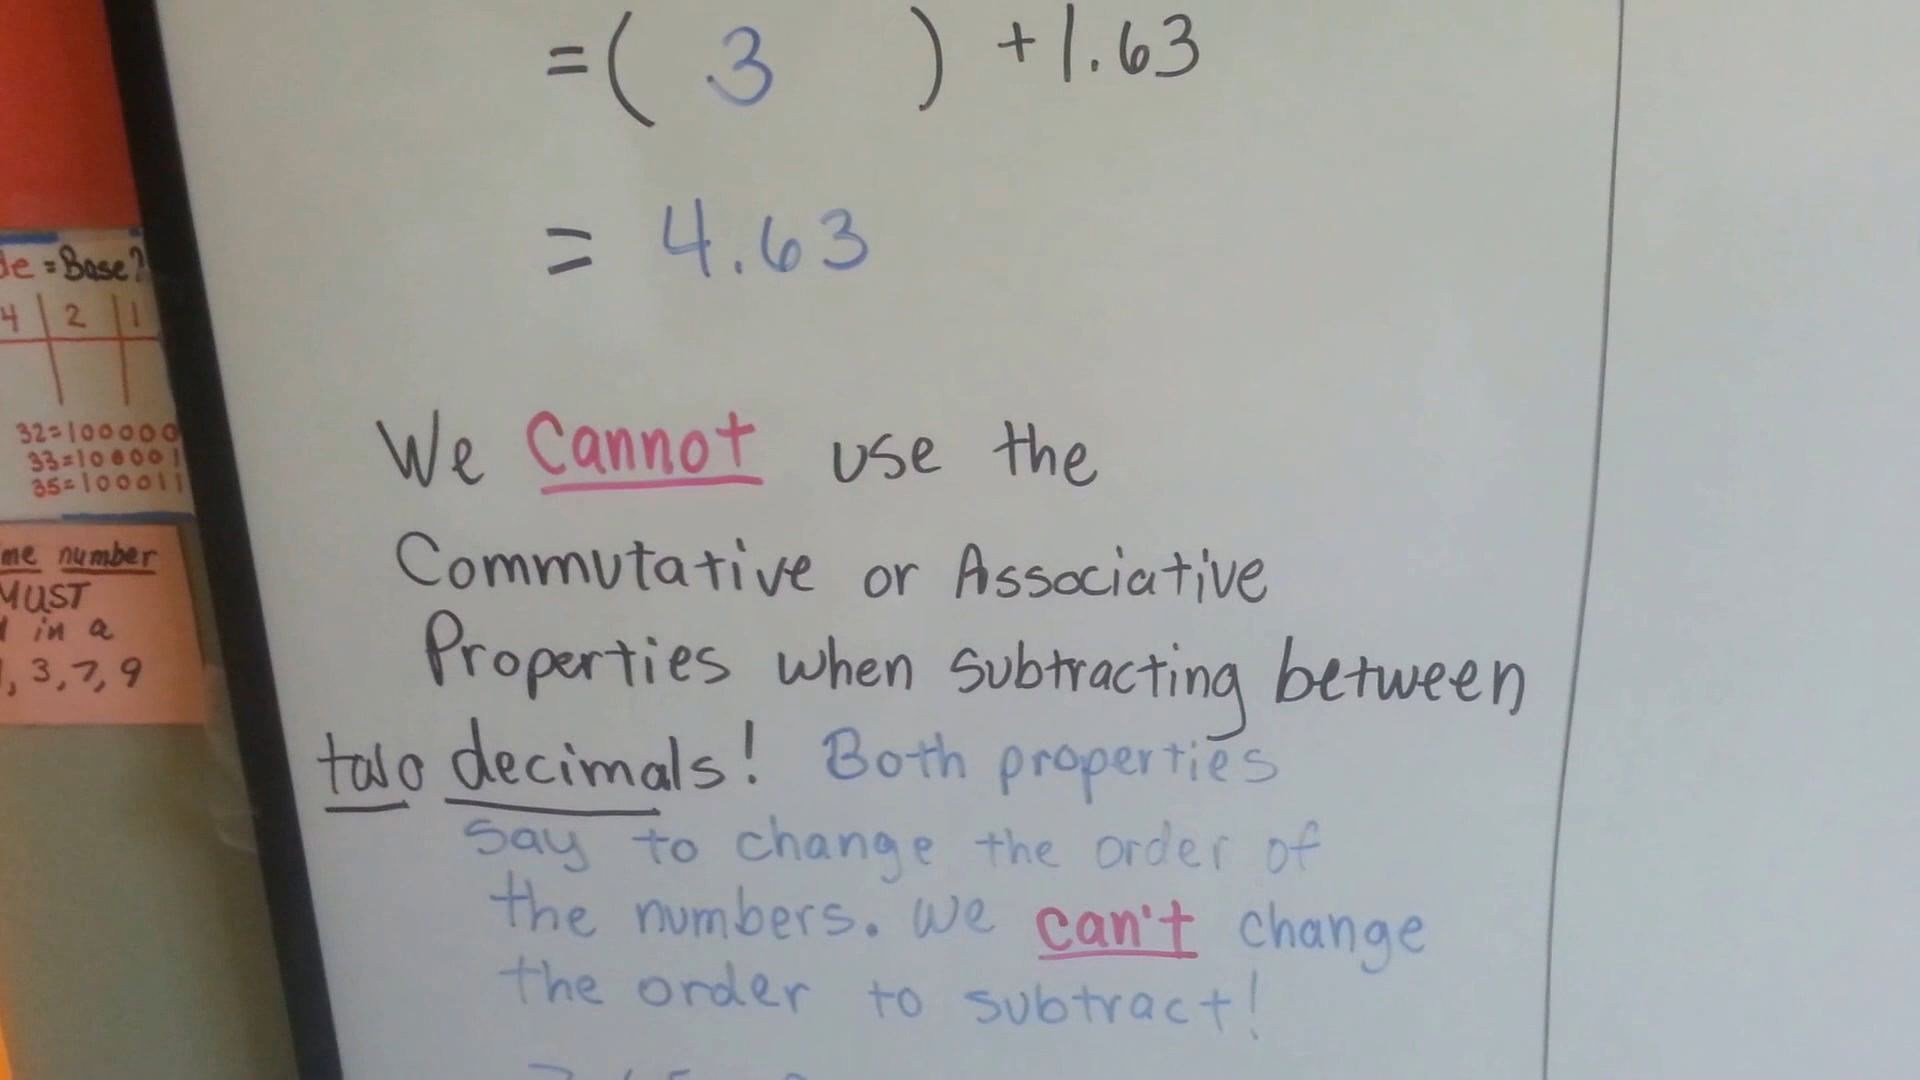 = ( 3 ) + 1.63
= 4.63
We Cannot use the
Commutative or Associative
Properties when subtracting between
two decimals! Both properties
say to change the order of
the numbers. We can't change
the order to subtract!
= Base?
4 2 1
32=100000
33=100001
35=100011
number
MUST
in a
, 3, 7, 9